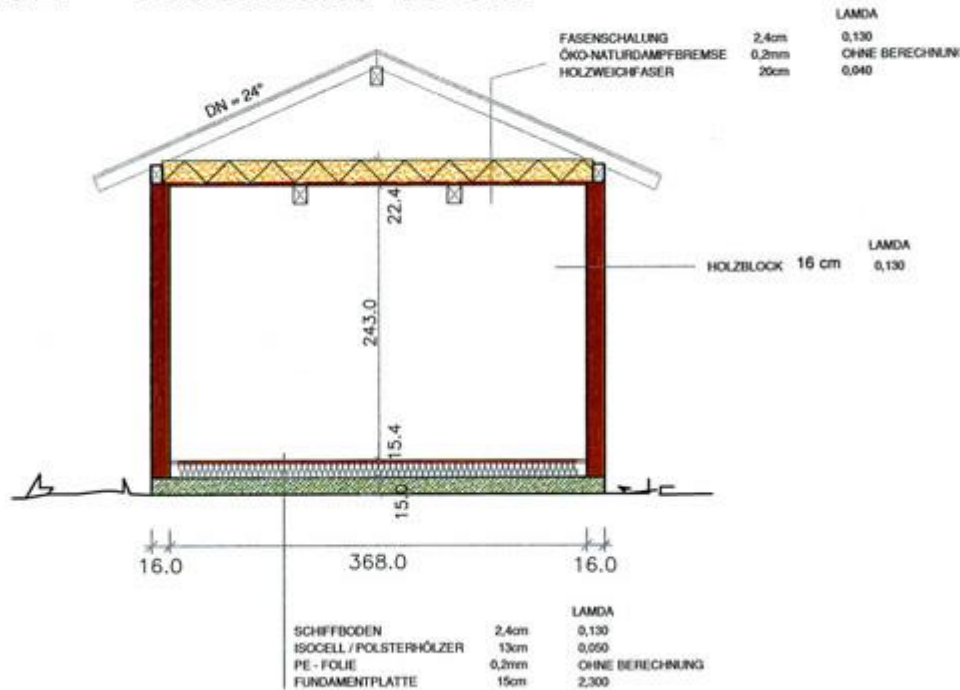 LAMDA
FASENSCHALUNG 2,4cm 0,130
ÖKO-NATURDAMPFBREMSE 0,2mm OHNE BERECHNUNG
HOLZWEICHFASER 20cm 0,040
DN = 24°
22.4
LAMDA
HOLZBLOCK 16 cm 0,130
243.0
15.4
15.0
16.0 368.0 16.0
LAMDA
SCHIFFBODEN 2,4cm 0,130
ISOCELL / POLSTERHÖLZER 13cm 0,050
PE - FOLIE 0,2mm OHNE BERECHNUNG
FUNDAMENTPLATTE 15cm 2,300